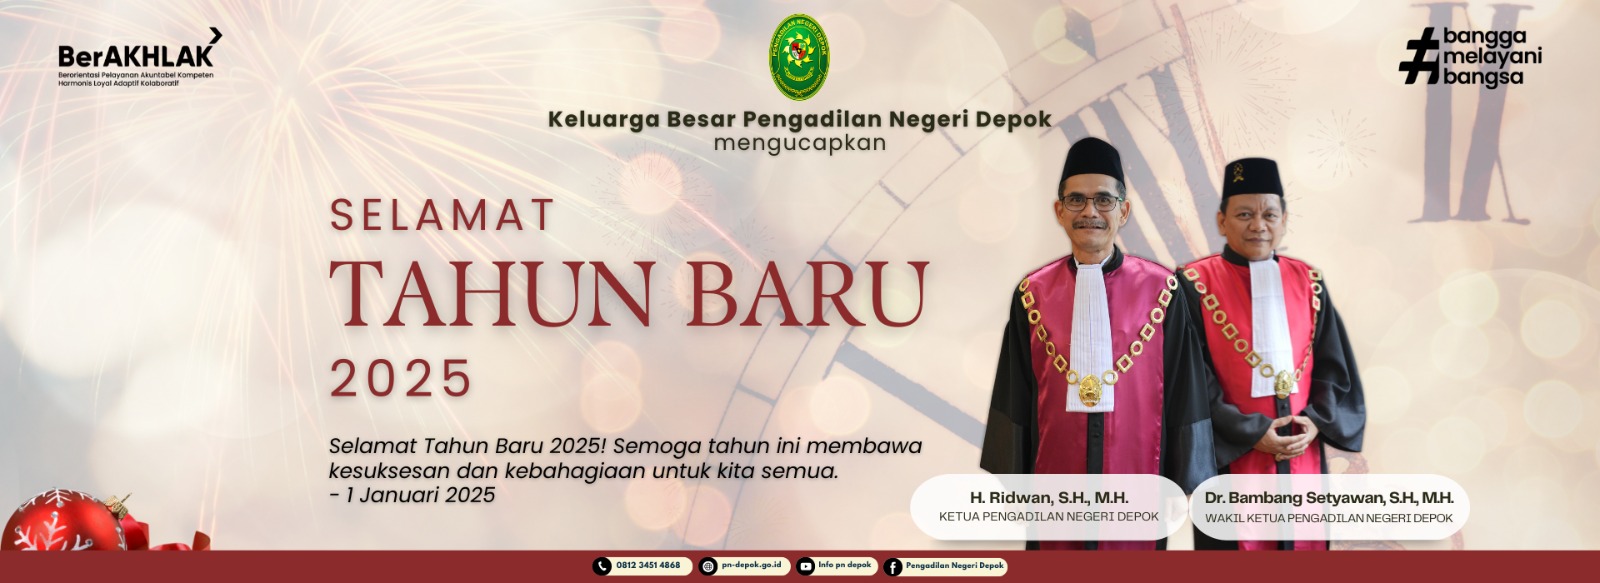 BerAKHLAK
Berorientasi Pelayanan Akuntabel Kompeten
Harmonis Loyal Adaptif Kolaboratif
PENGADILAN NEGERI DEPOK
#bangga
melayani
bangsa
Keluarga Besar Pengadilan Negeri Depok
mengucapkan
SELAMAT
TAHUN BARU
2025
Selamat Tahun Baru 2025! Semoga tahun ini membawa
kesuksesan dan kebahagiaan untuk kita semua.
- 1 Januari 2025
H. Ridwan, S.H., M.H.
KETUA PENGADILAN NEGERI DEPOK
Dr. Bambang Setyawan, S.H., M.H.
WAKIL KETUA PENGADILAN NEGERI DEPOK
0812 3451 4868
pn-depok.go.id
Info pn depok
Pengadilan Negeri Depok